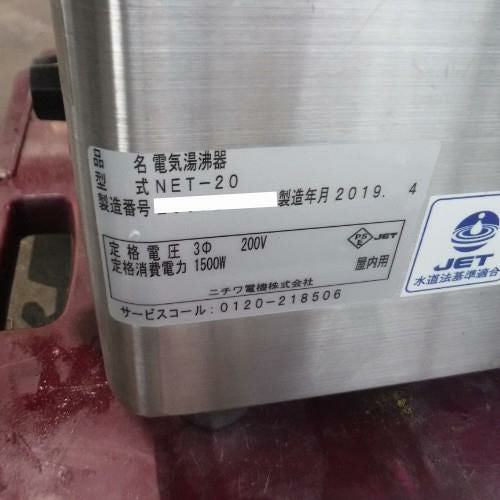 品 名 電気湯沸器
型 式 NET-20
製造番号 製造年月 2019. 4
定格電圧 3Φ 200V
定格消費電力 1500W
PS E JET
屋内用
ニチワ電機株式会社
サービスコール:0120-218506
JET
水道法基準適合